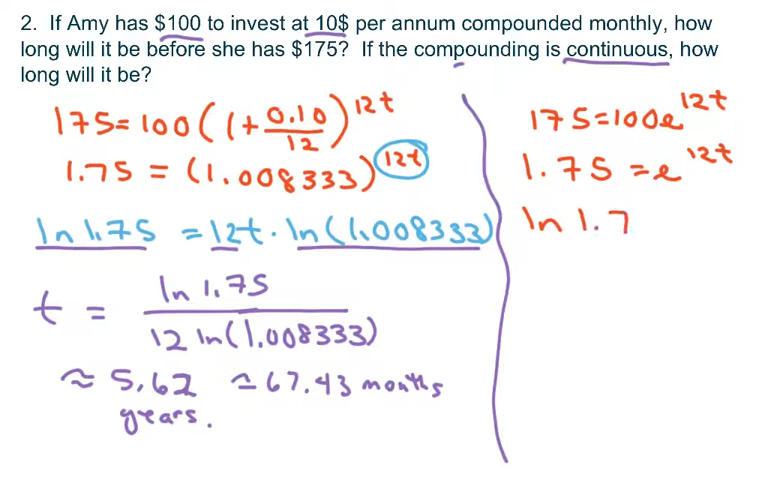 2. If Amy has $100 to invest at 10$ per annum compounded monthly, how
long will it be before she has $175? If the compounding is continuous, how
long will it be?
175=100(1+0.10/12)^12t
1.75 = (1.008333)^12t
ln 1.75 = 12t · ln(1.008333)
t = ln 1.75 / 12 ln(1.008333)
≈ 5.62 ≈ 67.43 months
years.
175=100e^12t
1.75 = e^12t
ln 1.7